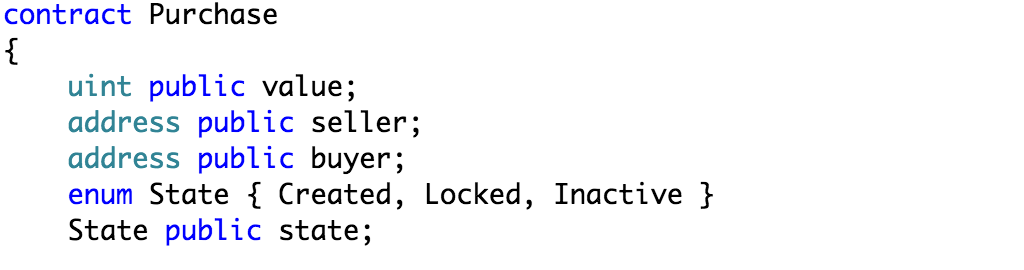 contract Purchase
{
    uint public value;
    address public seller;
    address public buyer;
    enum State { Created, Locked, Inactive }
    State public state;